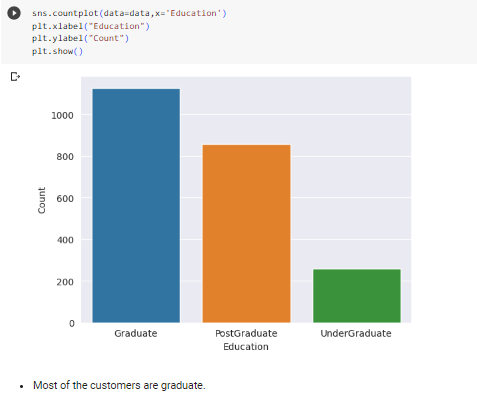 sns.countplot(data=data,x='Education')
plt.xlabel("Education")
plt.ylabel("Count")
plt.show()
1000
800
600
400
200
0
Count
Graduate PostGraduate UnderGraduate
Education
• Most of the customers are graduate.